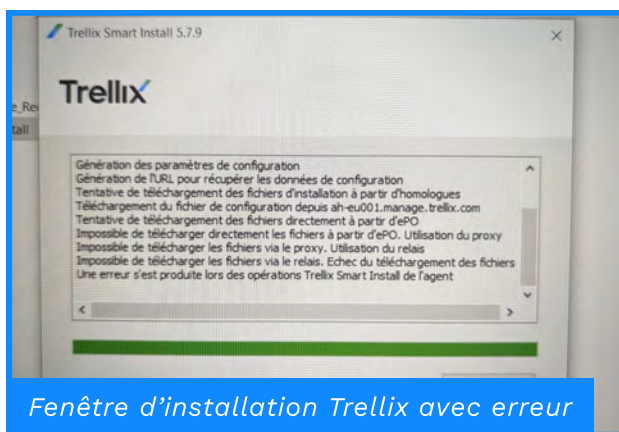 Trellix Smart Install 5.7.9
Trellix
e_Re
tall
Génération des paramètres de configuration
Génération de l'URL pour récupérer les données de configuration
Tentative de téléchargement des fichiers d'installation à partir d'homologues
Téléchargement du fichier de configuration depuis ah-eu001.manage.trellix.com
Tentative de téléchargement des fichiers directement à partir d'ePO
Impossible de télécharger directement les fichiers à partir d'ePO. Utilisation du proxy
Impossible de télécharger les fichiers via le proxy. Utilisation du relais
Impossible de télécharger les fichiers via le relais. Echec du téléchargement des fichiers
Une erreur s'est produite lors des opérations Trellix Smart Install de l'agent
Fenêtre d'installation Trellix avec erreur